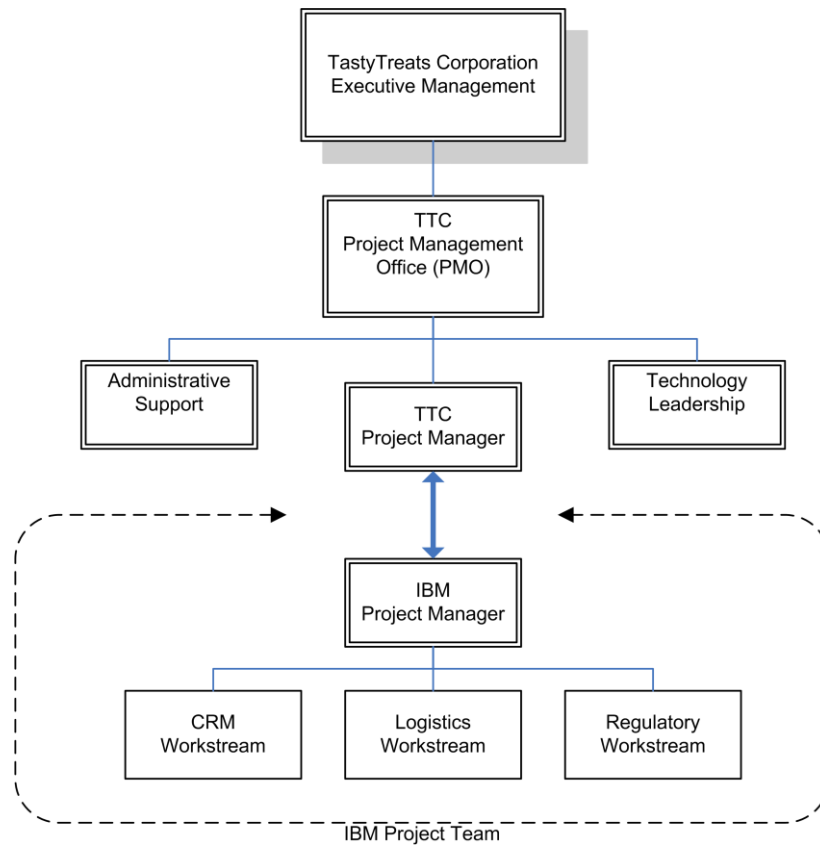 TastyTreats Corporation
Executive Management
TTC
Project Management
Office (PMO)
Administrative
Support
TTC
Project Manager
Technology
Leadership
IBM
Project Manager
CRM
Workstream
Logistics
Workstream
Regulatory
Workstream
IBM Project Team